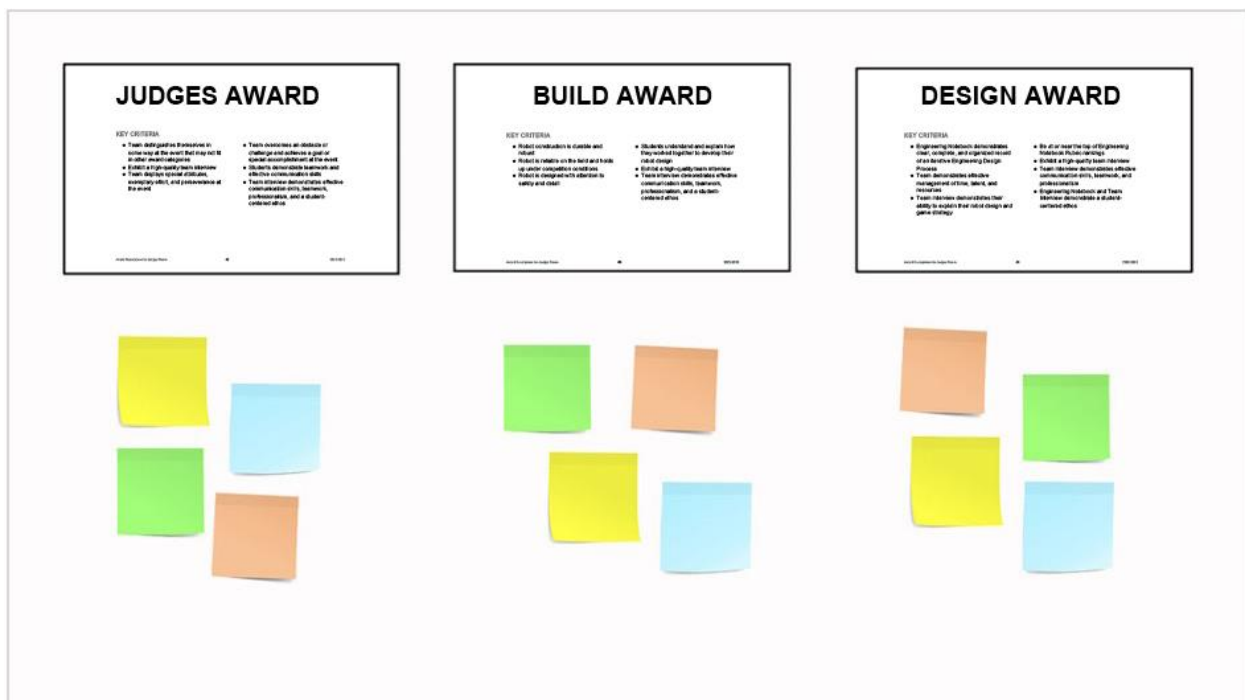 JUDGES AWARD
KEY CRITERIA
● Team distinguishes themselves in
some way at the event that may not fit
in other award categories
● Exhibit a high-quality team interview
● Team displays special attributes,
exemplary effort, and perseverance at
the event
● Team overcomes an obstacle or
challenge and achieves a goal or
special accomplishment at the event
● Students demonstrate teamwork and
effective communication skills
● Team interview demonstrates effective
communication skills, teamwork,
professionalism, and a student-
centered ethos
BUILD AWARD
KEY CRITERIA
● Robot construction is durable and
robust
● Robot is reliable on the field and holds
up under competition conditions
● Robot is designed with attention to
safety and detail
● Students understand and explain how
they worked together to develop their
robot design
● Exhibit a high-quality team interview
● Team interview demonstrates effective
communication skills, teamwork,
professionalism, and a student-
centered ethos
DESIGN AWARD
KEY CRITERIA
● Engineering Notebook demonstrates
clear, complete, and organized record
of an iterative Engineering Design
Process
● Team demonstrates effective
management of time, talent, and
resources
● Team interview demonstrates their
ability to explain their robot design and
game strategy
● Be at or near the top of Engineering
Notebook Rubric rankings
● Exhibit a high-quality team interview
● Team interview demonstrates effective
communication skills, teamwork, and
professionalism
● Engineering Notebook and Team
Interview demonstrate a student-
centered ethos